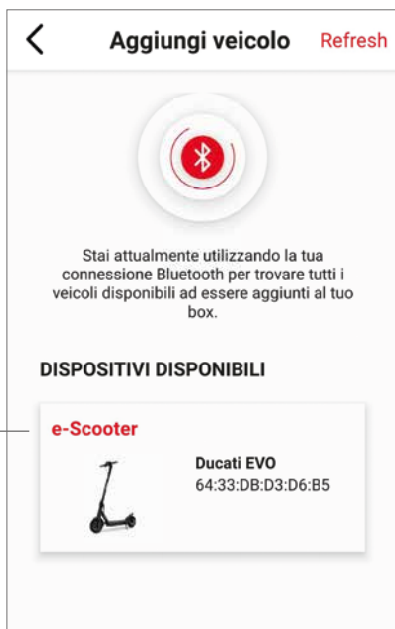 Aggiungi veicolo Refresh
Stai attualmente utilizzando la tua
connessione Bluetooth per trovare tutti i
veicoli disponibili ad essere aggiunti al tuo
box.
DISPOSITIVI DISPONIBILI
e-Scooter
Ducati EVO
64:33:DB:D3:D6:B5